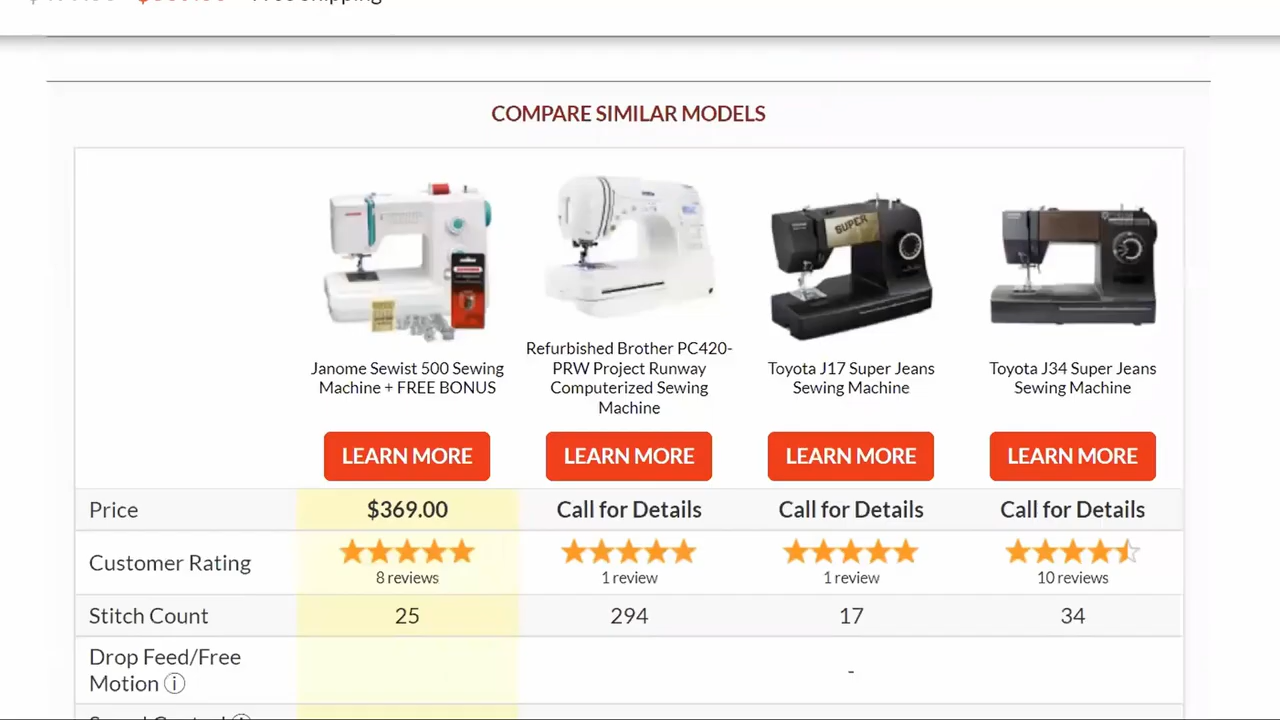 Free Shipping
COMPARE SIMILAR MODELS
SUPER
Janome Sewist 500 Sewing
Machine + FREE BONUS
Refurbished Brother PC420-
PRW Project Runway
Computerized Sewing
Machine
Toyota J17 Super Jeans
Sewing Machine
Toyota J34 Super Jeans
Sewing Machine
LEARN MORE
LEARN MORE
LEARN MORE
LEARN MORE
Price
$369.00
Call for Details
Call for Details
Call for Details
Customer Rating
8 reviews
1 review
1 review
10 reviews
Stitch Count
25
294
17
34
Drop Feed/Free
Motion ⓘ
-